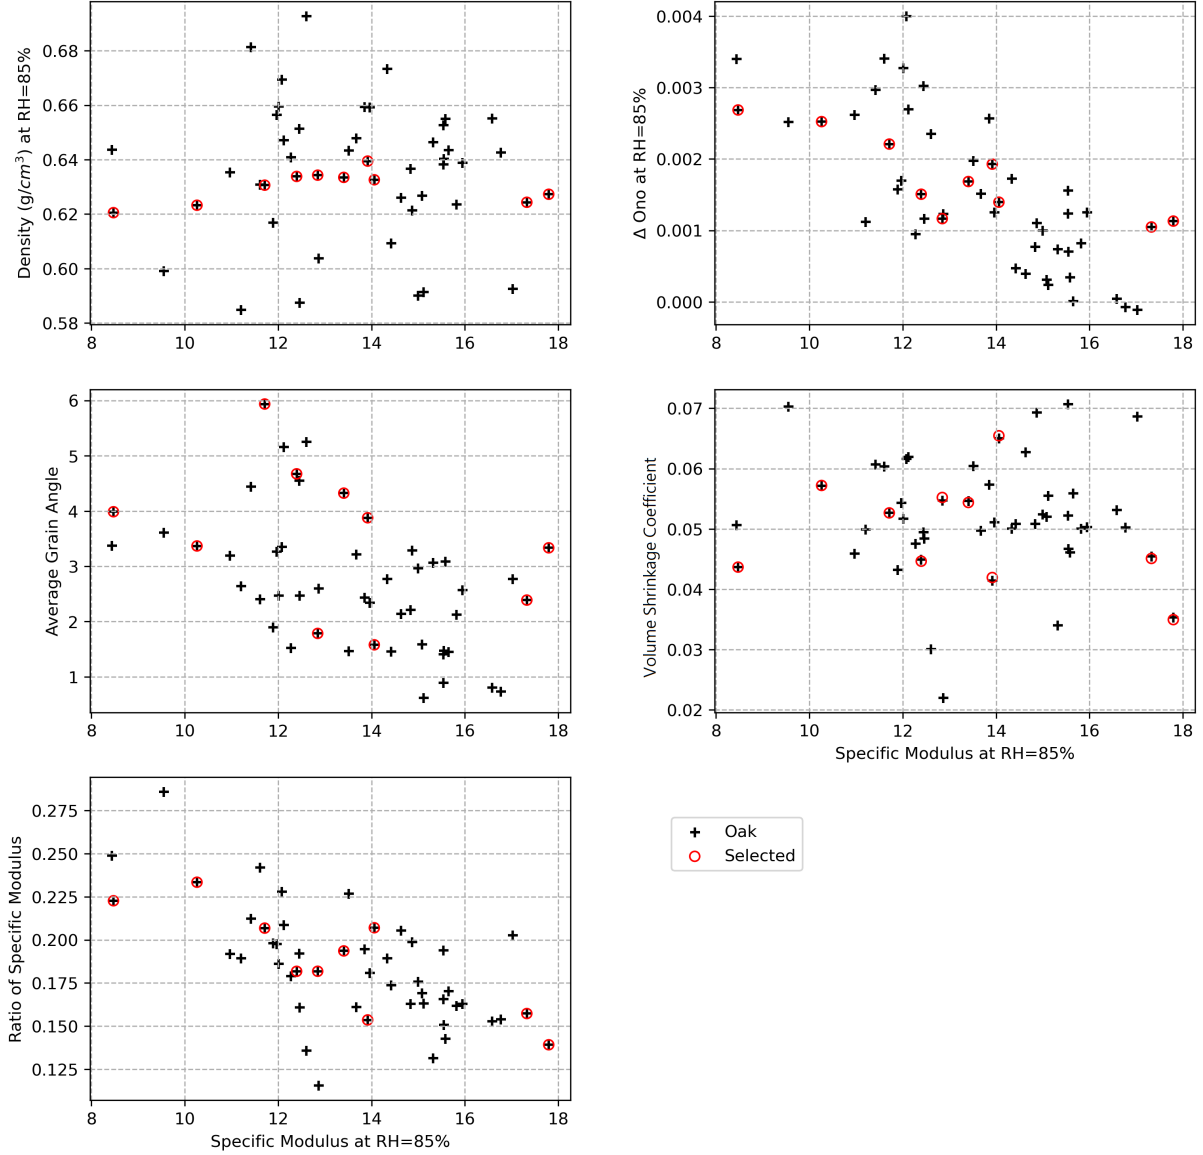 0.68
0.66
0.64
0.62
0.60
0.58
Density (g/cm³) at RH=85%
8 10 12 14 16 18
0.004
0.003
0.002
0.001
0.000
Δ Ono at RH=85%
8 10 12 14 16 18
6
5
4
3
2
1
Average Grain Angle
8 10 12 14 16 18
0.07
0.06
0.05
0.04
0.03
0.02
Volume Shrinkage Coefficient
8 10 12 14 16 18
Specific Modulus at RH=85%
0.275
0.250
0.225
0.200
0.175
0.150
0.125
Ratio of Specific Modulus
8 10 12 14 16 18
Specific Modulus at RH=85%
Oak
Selected